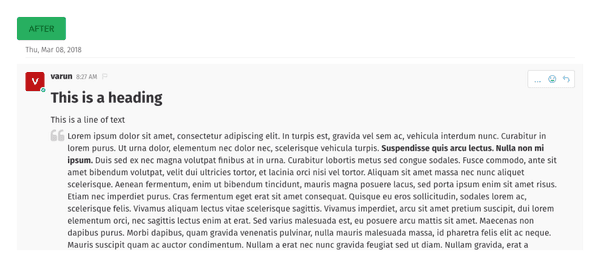 AFTER
Thu, Mar 08, 2018
V varun 8:27 AM
This is a heading
This is a line of text
Lorem ipsum dolor sit amet, consectetur adipiscing elit. In turpis est, gravida vel sem ac, vehicula interdum nunc. Curabitur in
lorem purus. Ut urna dolor, elementum nec dolor nec, scelerisque vehicula turpis. Suspendisse quis arcu lectus. Nulla non mi
ipsum. Duis sed ex nec magna volutpat finibus at in urna. Curabitur lobortis metus sed congue sodales. Fusce commodo, ante sit
amet bibendum volutpat, velit dui ultricies tortor, et lacinia orci nisi vel tortor. Aliquam sit amet massa nec nunc aliquet
scelerisque. Aenean fermentum, enim ut bibendum tincidunt, mauris magna posuere lacus, sed porta ipsum enim sit amet risus.
Etiam nec imperdiet purus. Cras fermentum eget erat sit amet consequat. Quisque eu eros sollicitudin, sodales lorem ac,
scelerisque felis. Vivamus aliquam lectus vitae scelerisque sagittis. Vivamus imperdiet, arcu sit amet pretium suscipit, dui lorem
elementum orci, nec sagittis lectus enim at erat. Sed varius malesuada est, eu posuere arcu mattis sit amet. Maecenas non
dapibus purus. Morbi dapibus, quam gravida venenatis pulvinar, nulla mauris malesuada massa, id pharetra felis elit ac neque.
Mauris suscipit quam ac auctor condimentum. Nullam a erat nec nunc gravida feugiat sed ut diam. Nullam gravida, erat a